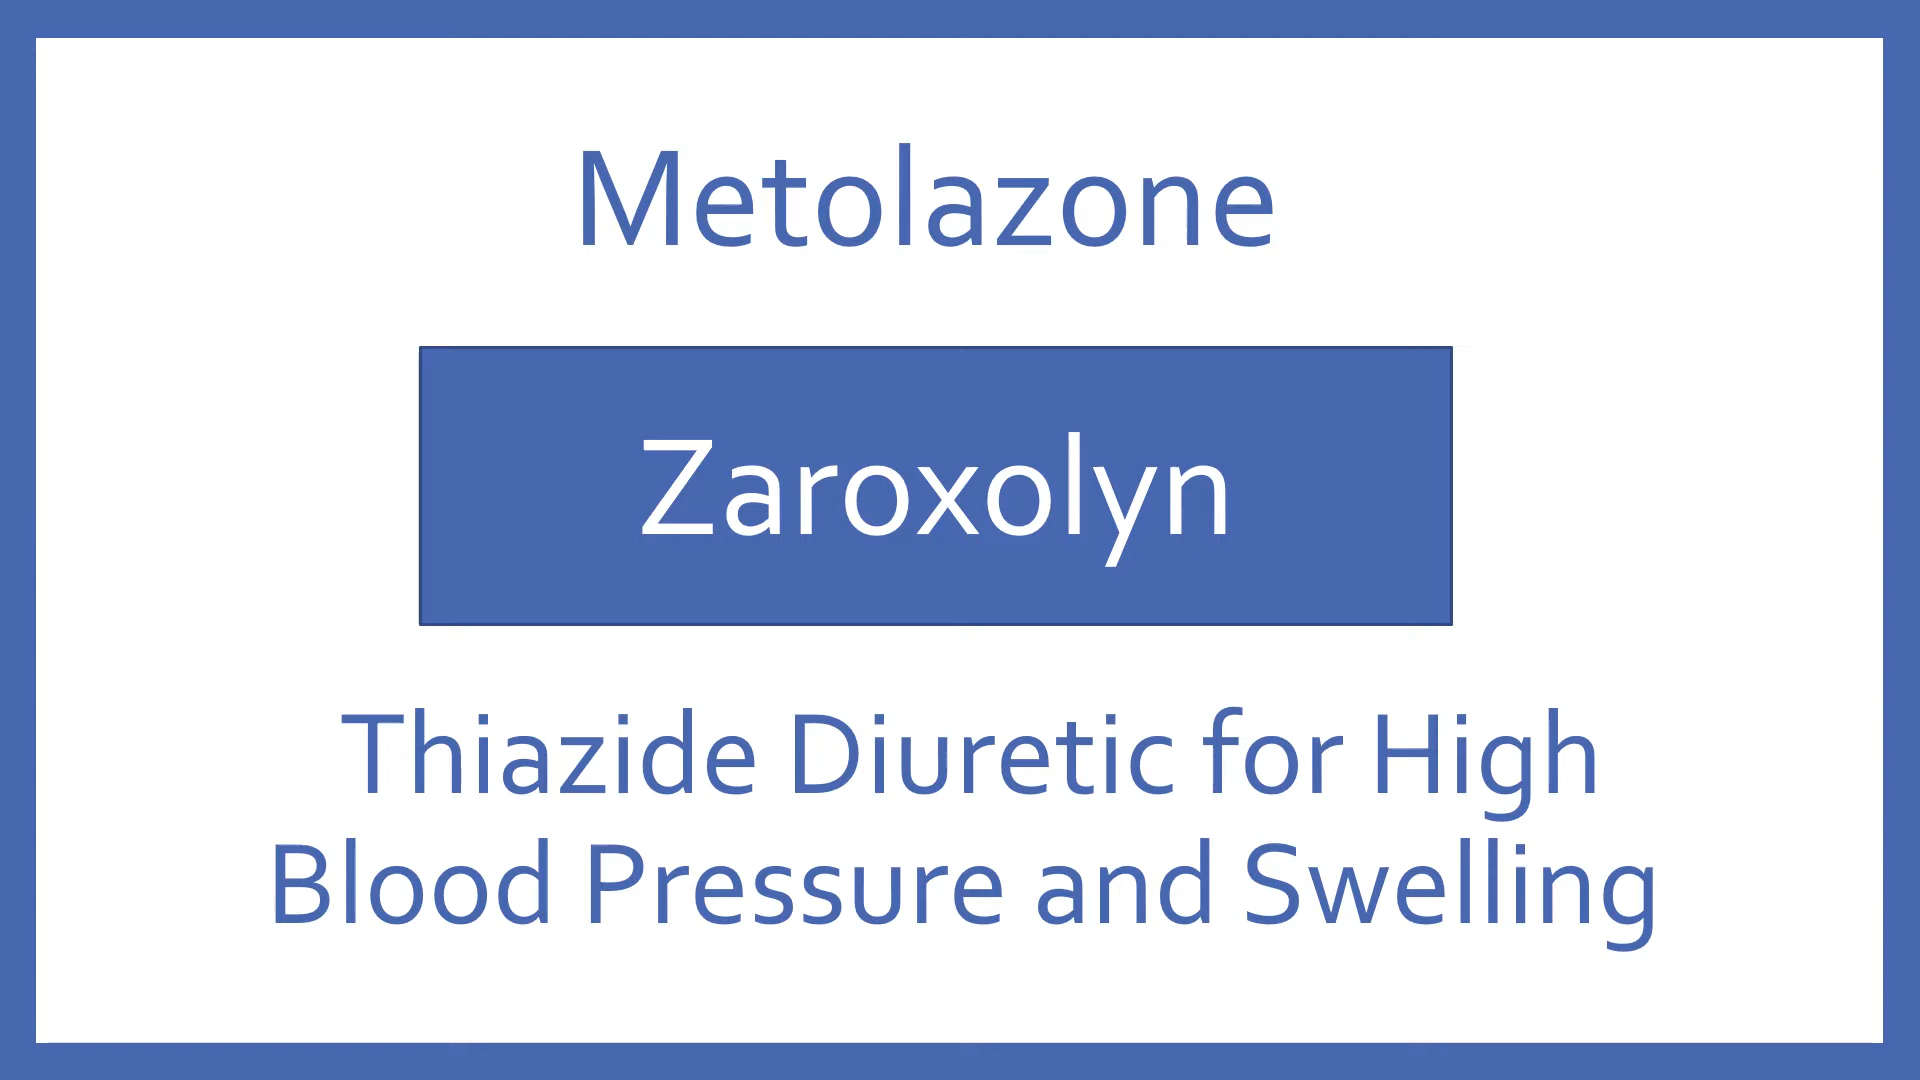 Metolazone
Zaroxolyn
Thiazide Diuretic for High
Blood Pressure and Swelling